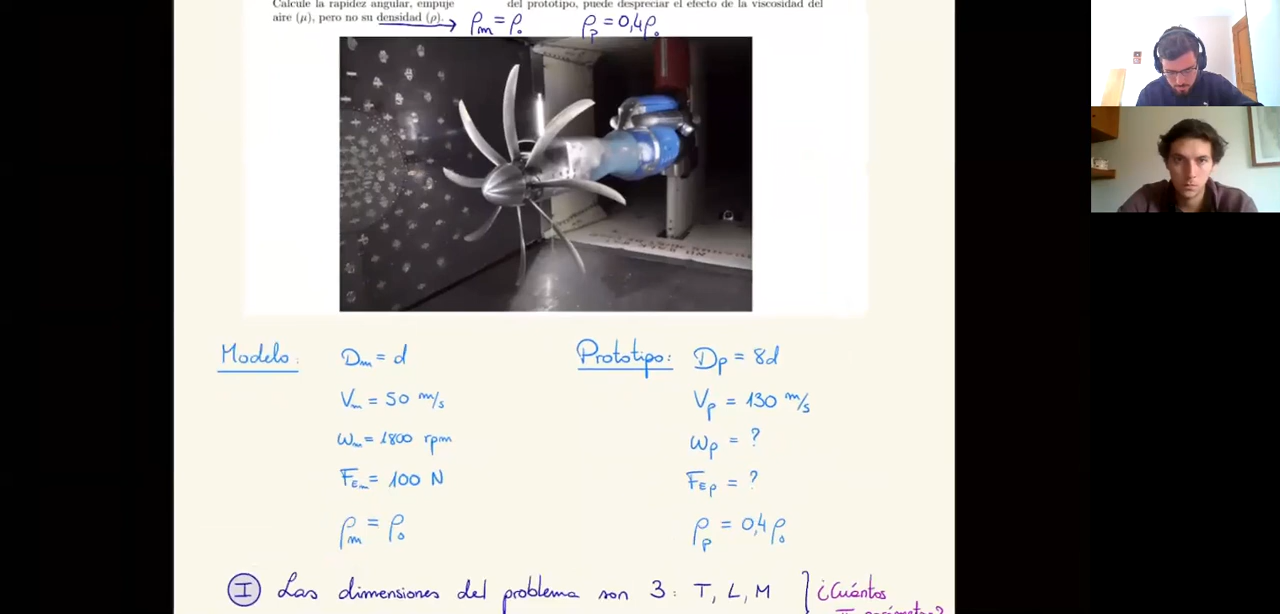 Calcule la rapidez angular, empuje del prototipo, puede despreciar el efecto de la viscosidad del
aire (μ), pero no su densidad (ρ). → ρm = ρ₀ ρp = 0,4ρ₀
Modelo: Dm = d
Vm = 50 m/s
ωm = 1800 rpm
FEm = 100 N
ρm = ρ₀
Prototipo: Dp = 8d
Vp = 130 m/s
ωp = ?
FEp = ?
ρp = 0,4 ρ₀
I Las dimensiones del problema son 3: T, L, M } ¿Cuántos